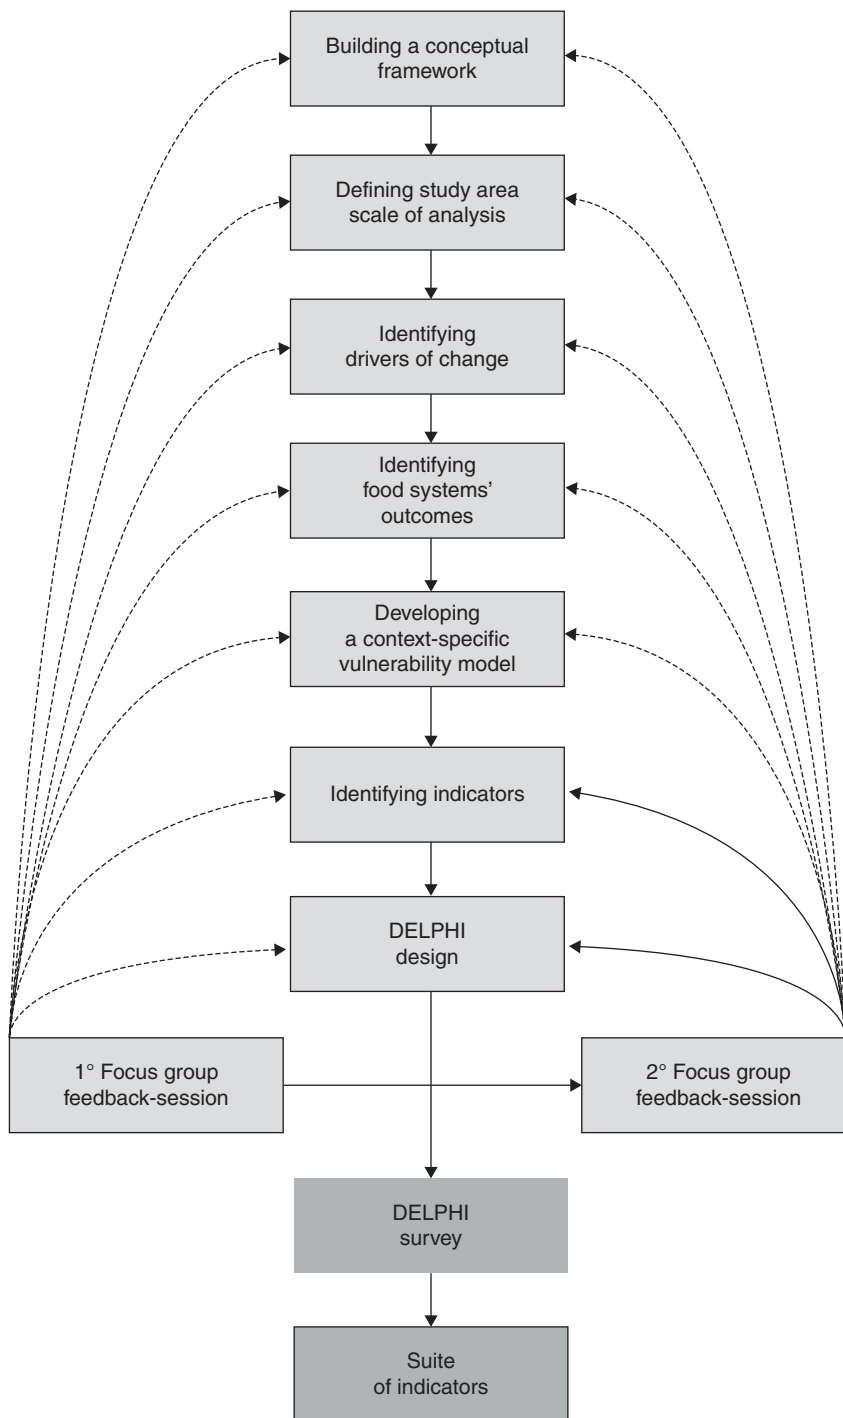 Building a conceptual
framework
Defining study area
scale of analysis
Identifying
drivers of change
Identifying
food systems’
outcomes
Developing
a context-specific
vulnerability model
Identifying indicators
DELPHI
design
1° Focus group
feedback-session
2° Focus group
feedback-session
DELPHI
survey
Suite
of indicators